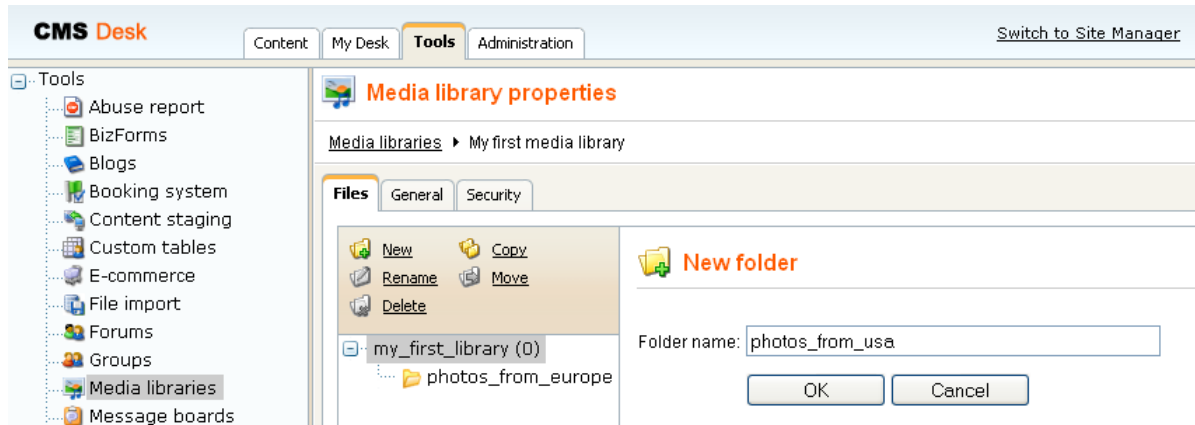 CMS Desk
Content My Desk Tools Administration
Switch to Site Manager
Tools
Abuse report
BizForms
Blogs
Booking system
Content staging
Custom tables
E-commerce
File import
Forums
Groups
Media libraries
Message boards
Media library properties
Media libraries My first media library
Files General Security
New Copy
Rename Move
Delete
my_first_library (0)
photos_from_europe
New folder
Folder name: photos_from_usa
OK Cancel